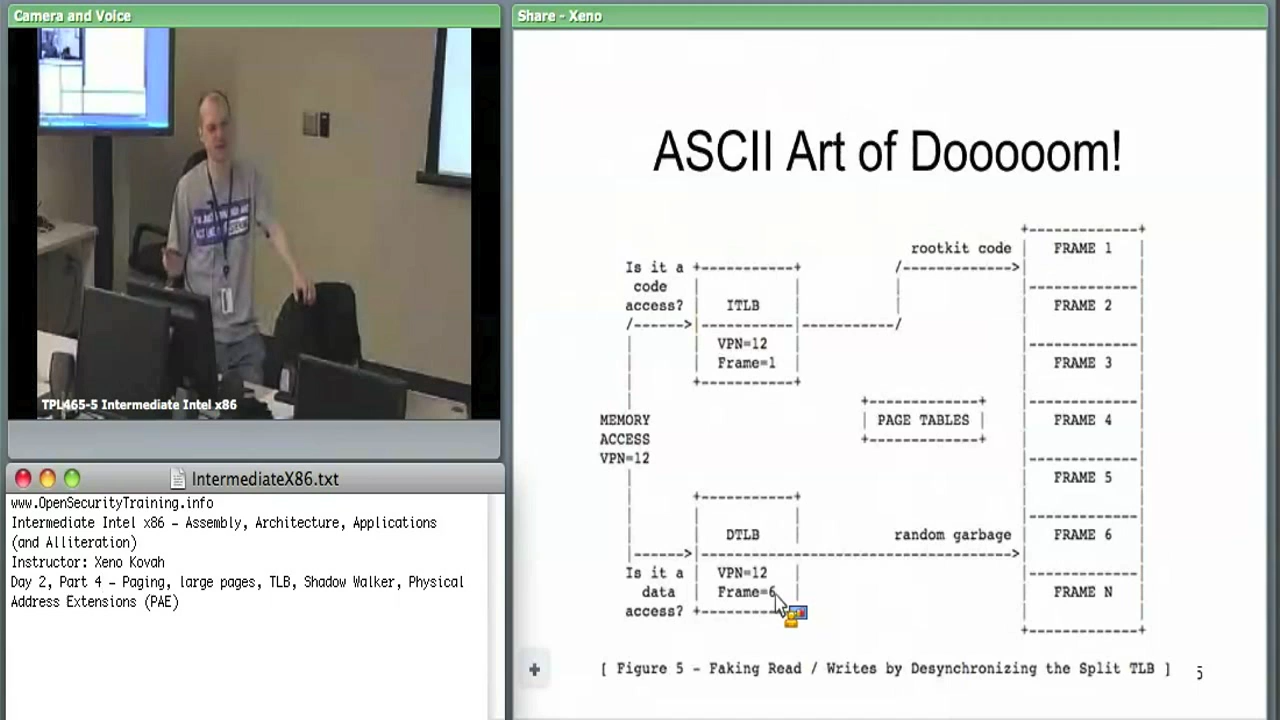 Camera and Voice
TPL465-5 Intermediate Intel x86
IntermediateX86.txt
www.OpenSecurityTraining.info
Intermediate Intel x86 – Assembly, Architecture, Applications
(and Alliteration)
Instructor: Xeno Kovah
Day 2, Part 4 – Paging, large pages, TLB, Shadow Walker, Physical
Address Extensions (PAE)
Share - Xeno
ASCII Art of Dooooom!
Is it a
code
access?
ITLB
VPN=12
Frame=1
rootkit code
MEMORY
ACCESS
VPN=12
PAGE TABLES
DTLB
VPN=12
Frame=6
Is it a
data
access?
random garbage
FRAME 1
FRAME 2
FRAME 3
FRAME 4
FRAME 5
FRAME 6
FRAME N
[ Figure 5 - Faking Read / Writes by Desynchronizing the Split TLB ]
5